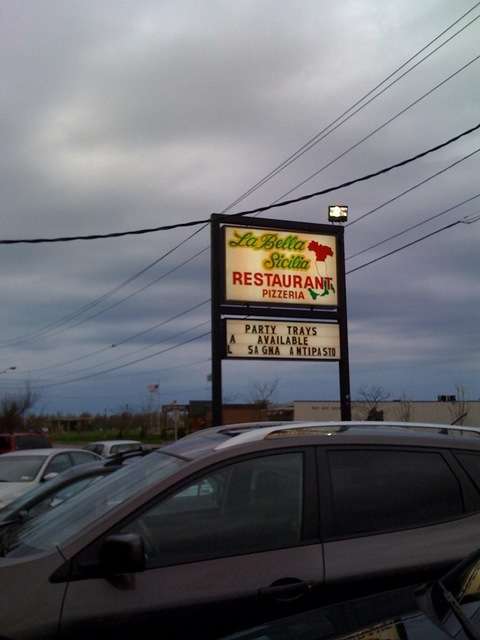 La Bella
Sicilia
RESTAURANT
PIZZERIA
PARTY TRAYS
A AVAILABLE
L SAGNA ANTIPASTO